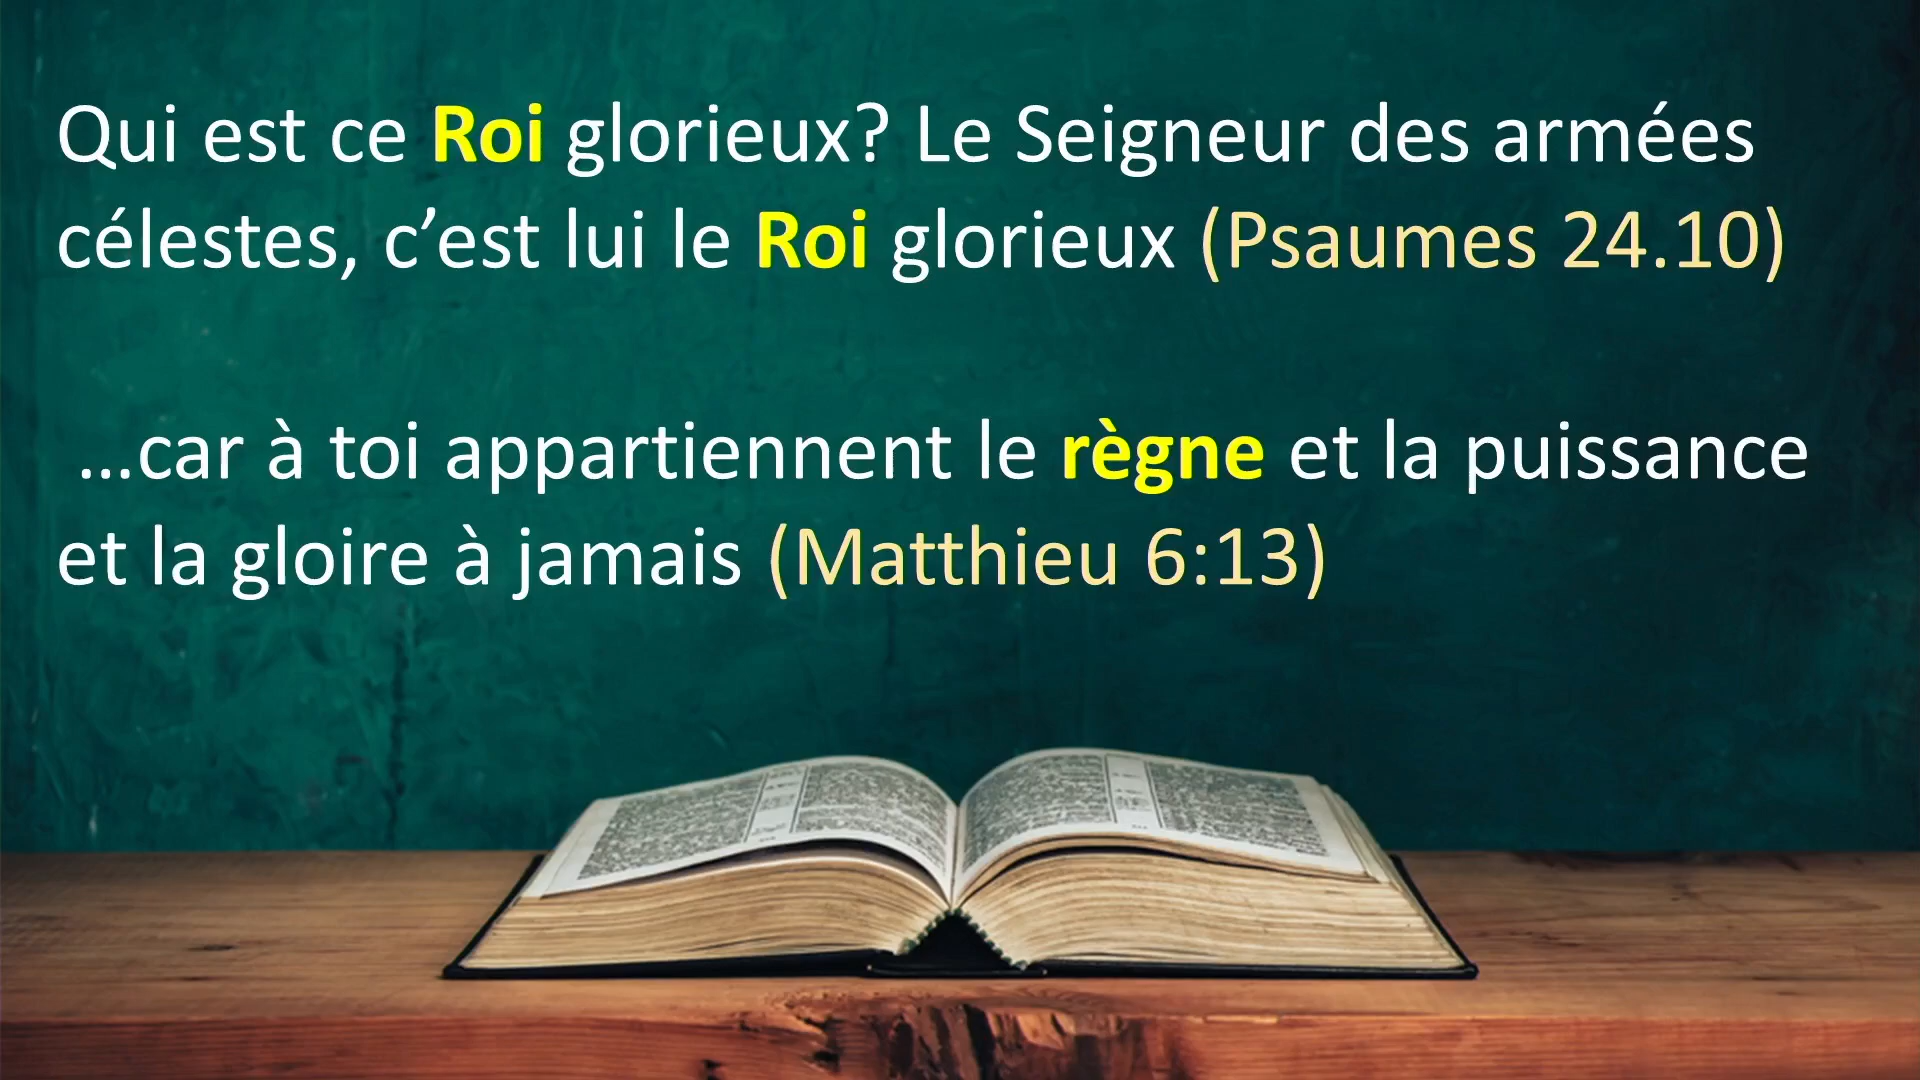 Qui est ce Roi glorieux? Le Seigneur des armées
célestes, c’est lui le Roi glorieux (Psaumes 24.10)
…car à toi appartiennent le règne et la puissance
et la gloire à jamais (Matthieu 6:13)